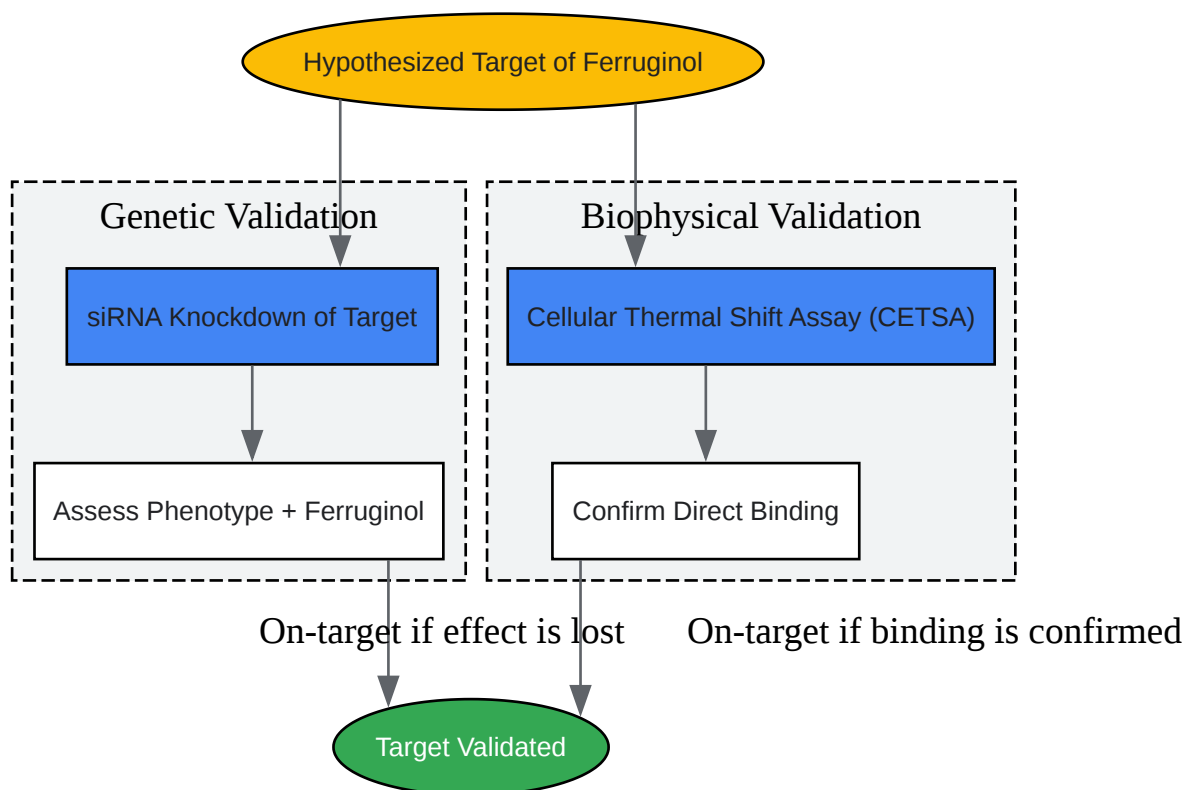 Hypothesized Target of Ferruginol
Genetic Validation
Biophysical Validation
siRNA Knockdown of Target
Cellular Thermal Shift Assay (CETSA)
Assess Phenotype + Ferruginol
Confirm Direct Binding
On-target if effect is lost
On-target if binding is confirmed
Target Validated